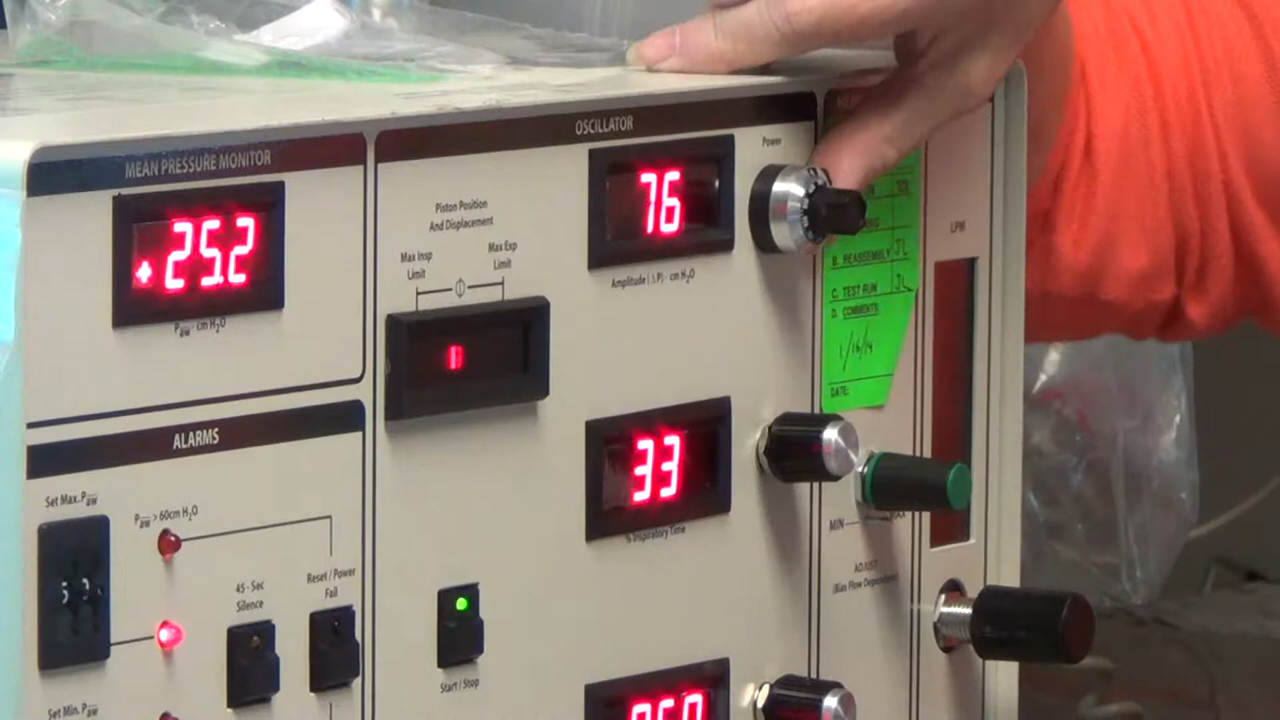 MEAN PRESSURE MONITOR
+25.2
Paw - cm H2O
OSCILLATOR
Piston Position
And Displacement
Max Insp
Limit
Max Exp
Limit
76
Power
Amplitude (ΔP) - cm H2O
33
% Inspiratory Time
Start / Stop
ALARMS
Set Max. Paw
Paw > 60cm H2O
45 - Sec
Silence
Reset / Power
Fail
Set Min. Paw
B. REASSEMBLY JL
C. TEST RUN JL
D. COMMENTS:
1/16/14
DATE:
LPM
MIN
ADJUST
(Bias Flow Dependent)